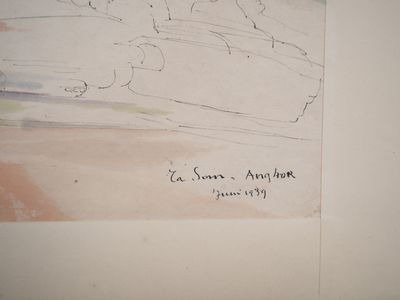 Ta Som. Angkor
Juni 1939